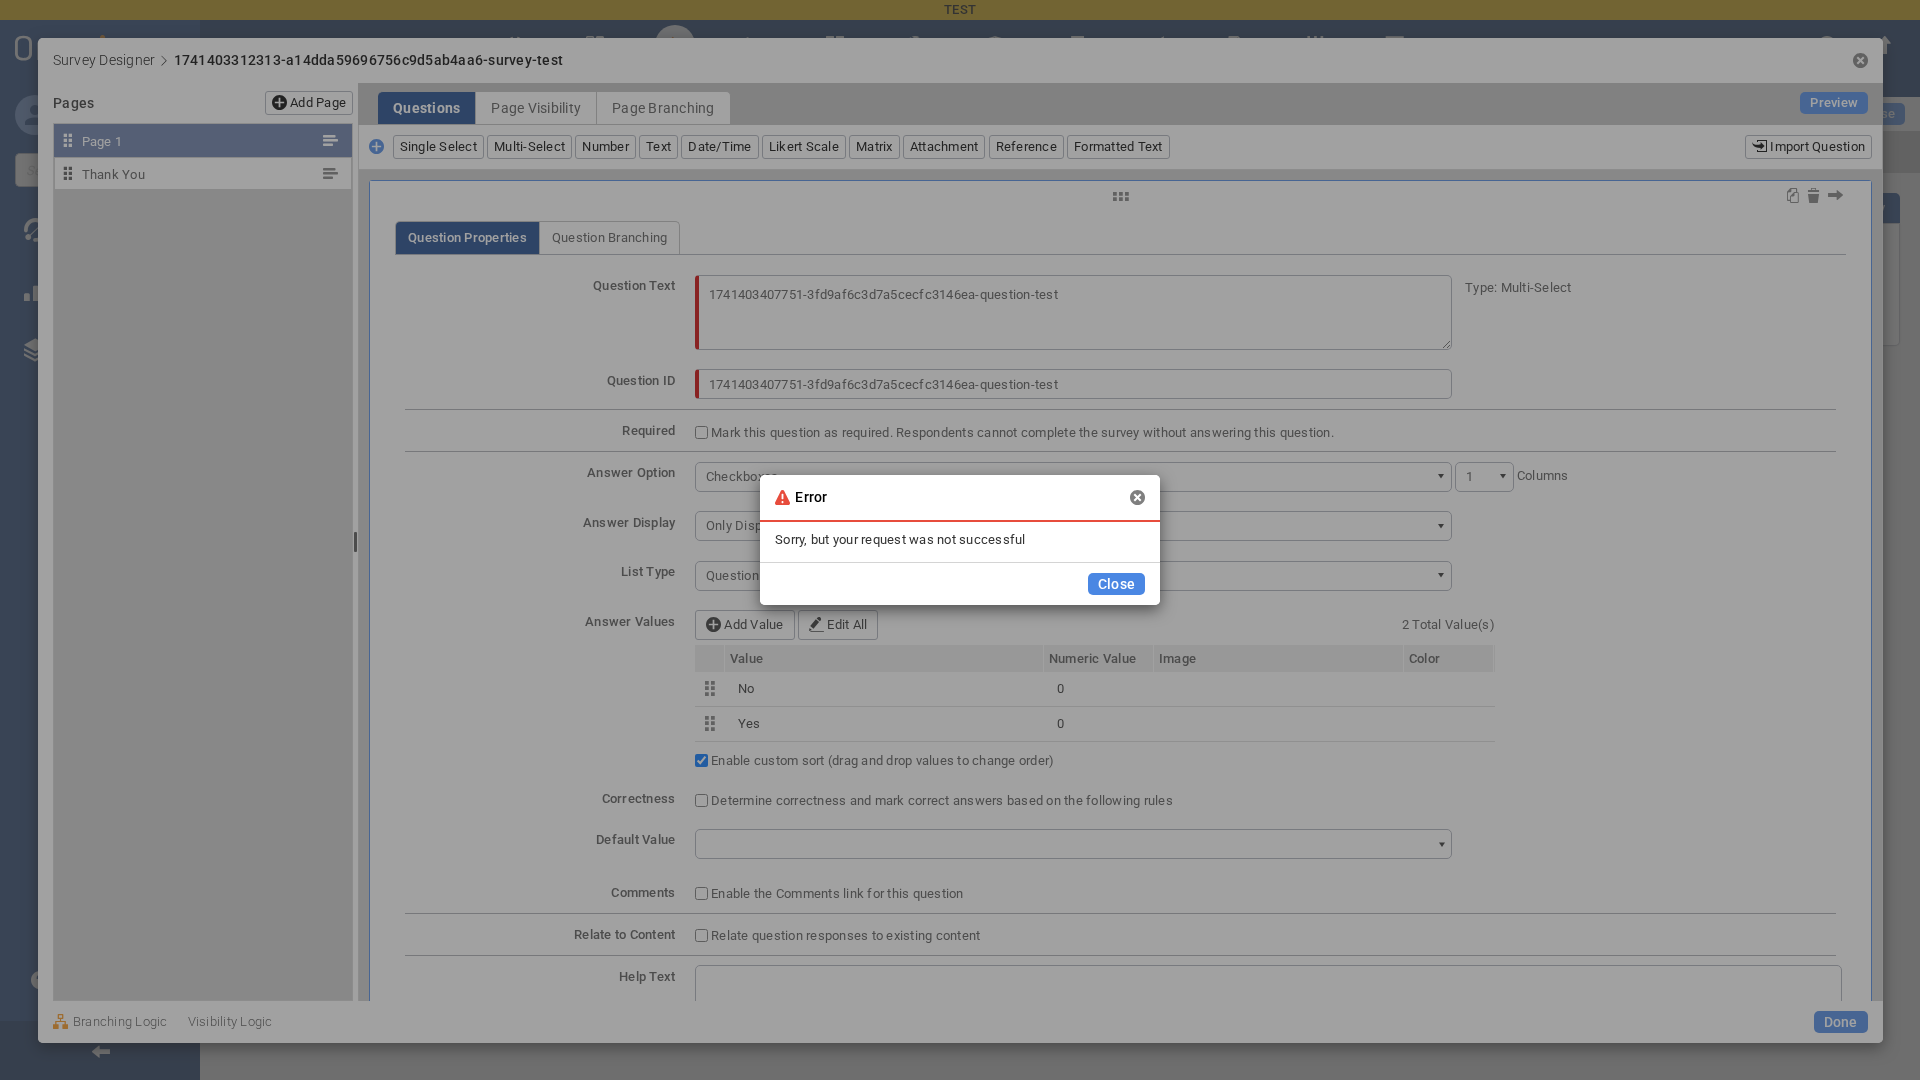 TEST
Survey Designer > 1741403312313-a14dda59696756c9d5ab4aa6-survey-test
Pages
Add Page
Page 1
Thank You
Questions
Page Visibility
Page Branching
Preview
Single Select
Multi-Select
Number
Text
Date/Time
Likert Scale
Matrix
Attachment
Reference
Formatted Text
Import Question
Question Properties
Question Branching
Question Text
1741403407751-3fd9af6c3d7a5cecfc3146ea-question-test
Type: Multi-Select
Question ID
1741403407751-3fd9af6c3d7a5cecfc3146ea-question-test
Required
Mark this question as required. Respondents cannot complete the survey without answering this question.
Answer Option
1
Columns
Answer Display
Only
List Type
Question
Error
Sorry, but your request was not successful
Close
Answer Values
Add Value
Edit All
2 Total Value(s)
Value
Numeric Value
Image
Color
No
0
Yes
0
Enable custom sort (drag and drop values to change order)
Correctness
Determine correctness and mark correct answers based on the following rules
Default Value
Comments
Enable the Comments link for this question
Relate to Content
Relate question responses to existing content
Help Text
Branching Logic
Visibility Logic
Done